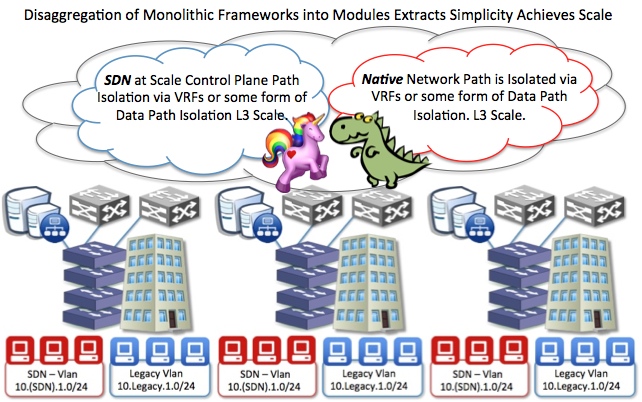 Disaggregation of Monolithic Frameworks into Modules Extracts Simplicity Achieves Scale
SDN at Scale Control Plane Path
Isolation via VRFs or some form of
Data Path Isolation L3 Scale.
Native Network Path is Isolated via
VRFs or some form of Data Path
Isolation. L3 Scale.
SDN – Vlan
10.(SDN).1.0/24
Legacy Vlan
10.Legacy.1.0/24
SDN – Vlan
10.(SDN).1.0/24
Legacy Vlan
10.Legacy.1.0/24
SDN – Vlan
10.(SDN).1.0/24
Legacy Vlan
10.Legacy.1.0/24